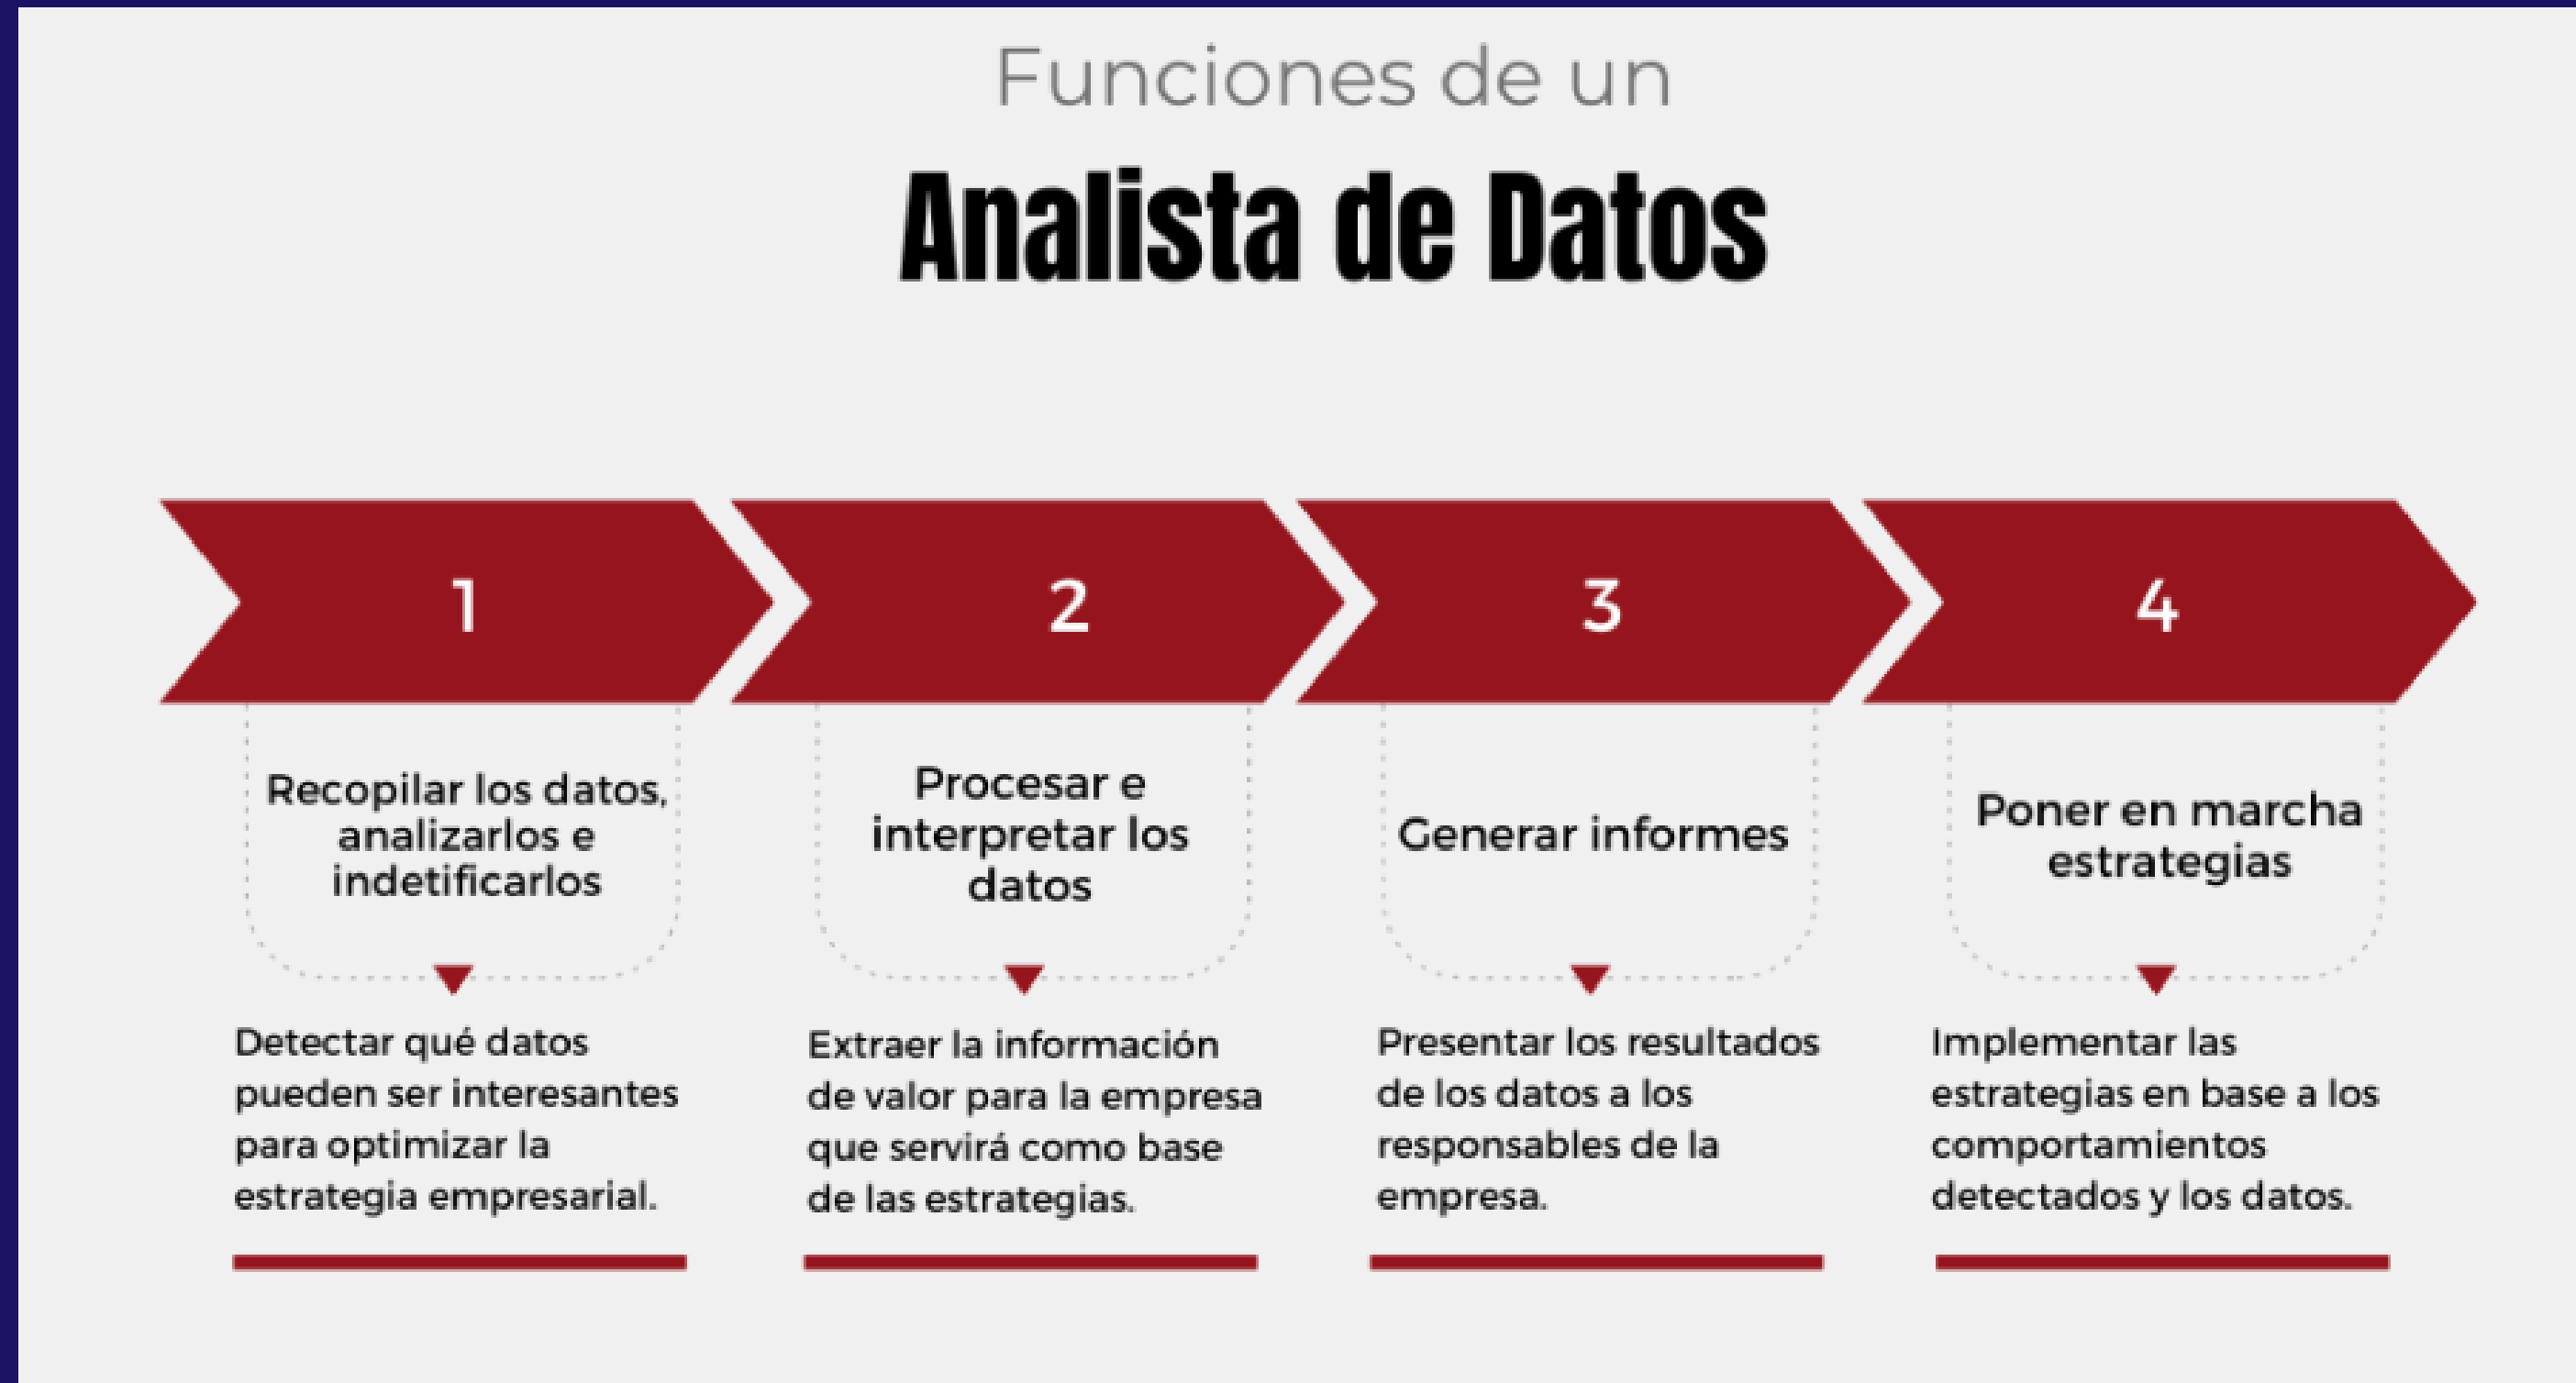 Funciones de un
Analista de Datos
1
Recopilar los datos,
analizarlos e
indetificarlos
Detectar qué datos
pueden ser interesantes
para optimizar la
estrategia empresarial.
2
Procesar e
interpretar los
datos
Extraer la información
de valor para la empresa
que servirá como base
de las estrategias.
3
Generar informes
Presentar los resultados
de los datos a los
responsables de la
empresa.
4
Poner en marcha
estrategias
Implementar las
estrategias en base a los
comportamientos
detectados y los datos.